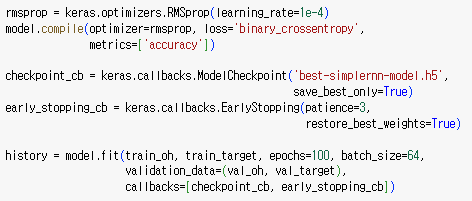 rmsprop = keras.optimizers.RMSprop(learning_rate=1e-4)
model.compile(optimizer=rmsprop, loss='binary_crossentropy',
metrics=['accuracy'])
checkpoint_cb = keras.callbacks.ModelCheckpoint('best-simplernn-model.h5',
save_best_only=True)
early_stopping_cb = keras.callbacks.EarlyStopping(patience=3,
restore_best_weights=True)
history = model.fit(train_oh, train_target, epochs=100, batch_size=64,
validation_data=(val_oh, val_target),
callbacks=[checkpoint_cb, early_stopping_cb])